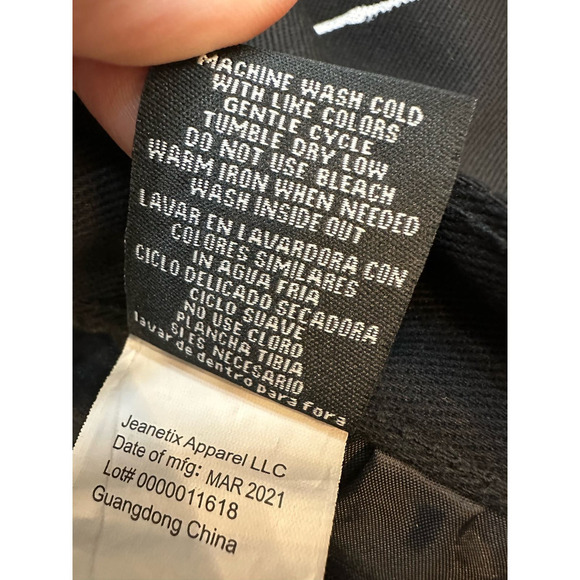 MACHINE WASH COLD
WITH LIKE COLORS
GENTLE CYCLE
TUMBLE DRY LOW
DO NOT USE BLEACH
WARM IRON WHEN NEEDED
WASH INSIDE OUT
LAVAR EN LAVARDORA CON
COLORES SIMILARES
IN AGUA FRIA
CICLO DELICADO SECADORA
CICLO SUAVE
NO USE CLORO
PLANCHA TIBIA
SI ES NECESARIO
lavar de dentro para fora
Jeanetix Apparel LLC
Date of mfg: MAR 2021
Lot# 0000011618
Guangdong China